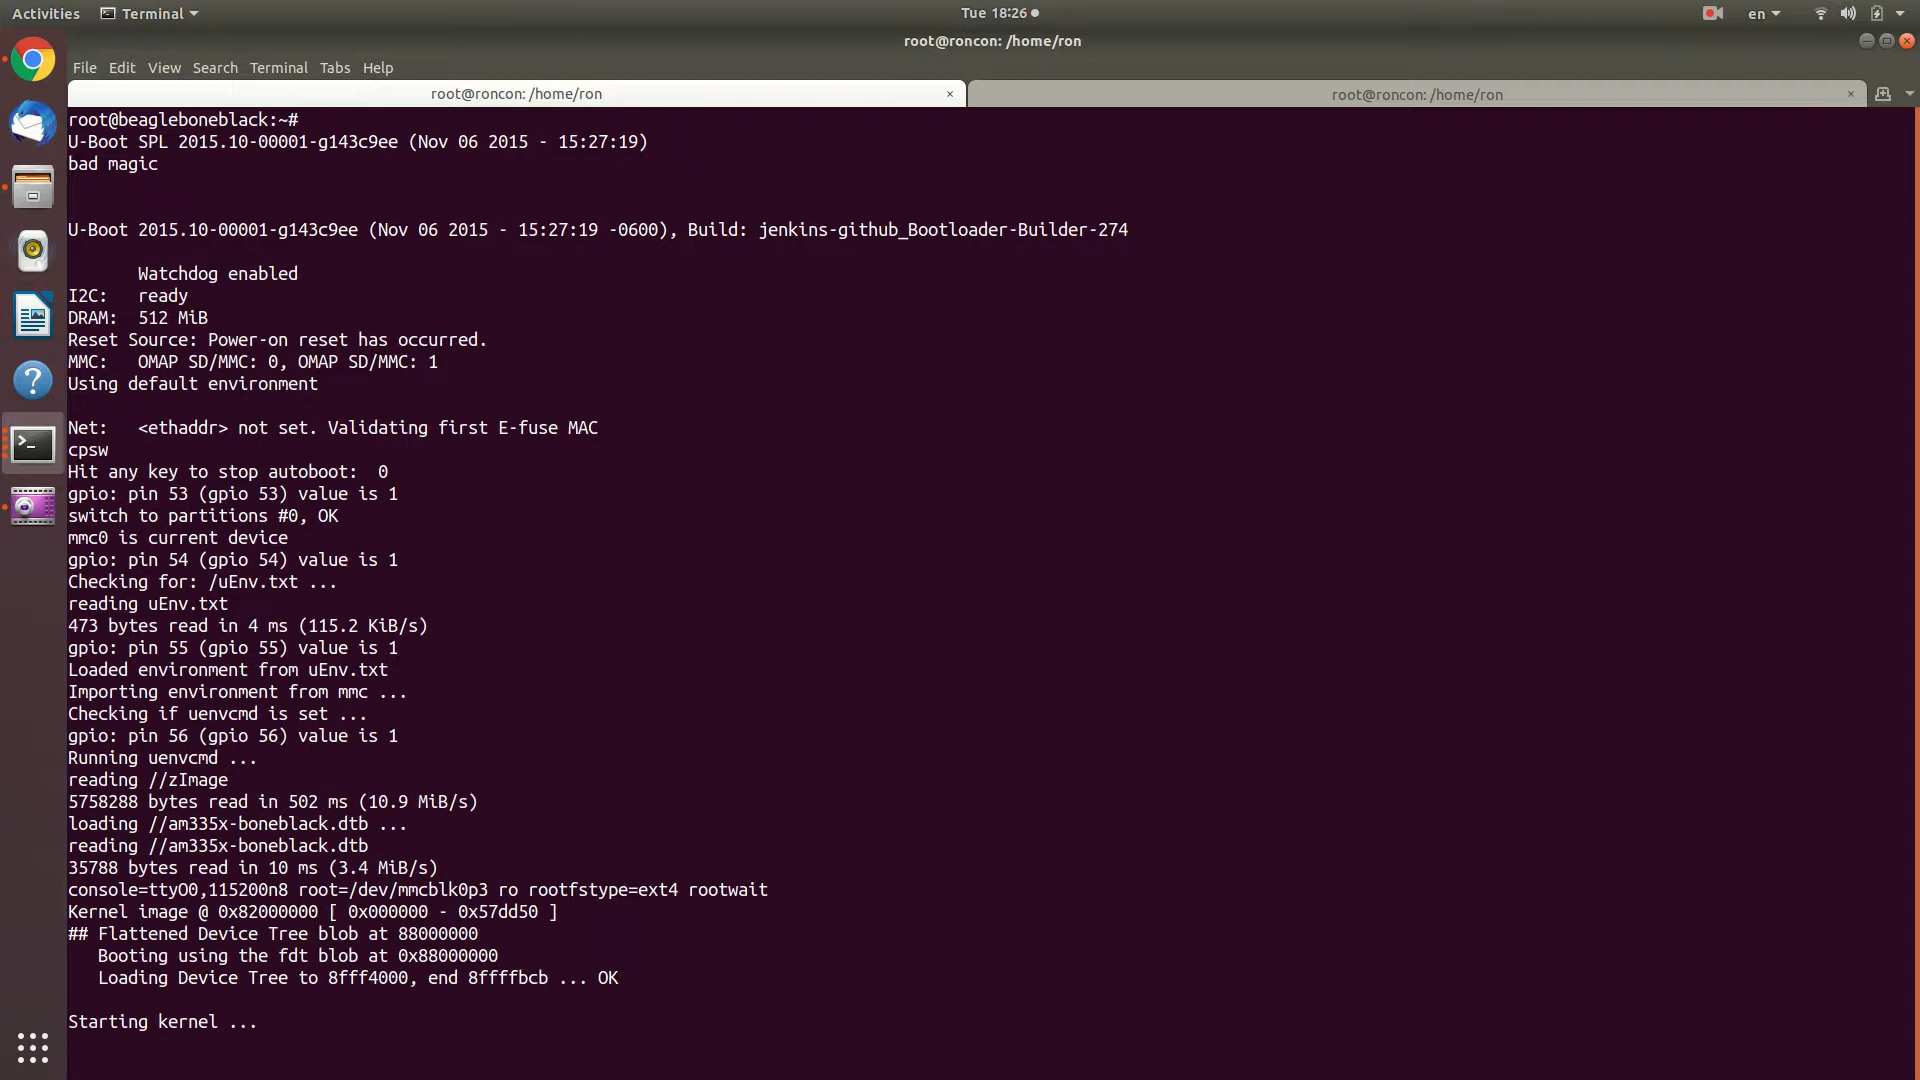 Activities Terminal Tue 18:26 en
root@roncon: /home/ron
File Edit View Search Terminal Tabs Help
root@roncon: /home/ron × root@roncon: /home/ron ×
root@beagleboneblack:~#
U-Boot SPL 2015.10-00001-g143c9ee (Nov 06 2015 - 15:27:19)
bad magic
U-Boot 2015.10-00001-g143c9ee (Nov 06 2015 - 15:27:19 -0600), Build: jenkins-github_Bootloader-Builder-274
Watchdog enabled
I2C:   ready
DRAM:  512 MiB
Reset Source: Power-on reset has occurred.
MMC:   OMAP SD/MMC: 0, OMAP SD/MMC: 1
Using default environment
Net:   <ethaddr> not set. Validating first E-fuse MAC
cpsw
Hit any key to stop autoboot:  0
gpio: pin 53 (gpio 53) value is 1
switch to partitions #0, OK
mmc0 is current device
gpio: pin 54 (gpio 54) value is 1
Checking for: /uEnv.txt ...
reading uEnv.txt
473 bytes read in 4 ms (115.2 KiB/s)
gpio: pin 55 (gpio 55) value is 1
Loaded environment from uEnv.txt
Importing environment from mmc ...
Checking if uenvcmd is set ...
gpio: pin 56 (gpio 56) value is 1
Running uenvcmd ...
reading //zImage
5758288 bytes read in 502 ms (10.9 MiB/s)
loading //am335x-boneblack.dtb ...
reading //am335x-boneblack.dtb
35788 bytes read in 10 ms (3.4 MiB/s)
console=ttyO0,115200n8 root=/dev/mmcblk0p3 ro rootfstype=ext4 rootwait
Kernel image @ 0x82000000 [ 0x000000 - 0x57dd50 ]
## Flattened Device Tree blob at 88000000
Booting using the fdt blob at 0x88000000
Loading Device Tree to 8fff4000, end 8ffffbcb ... OK
Starting kernel ...